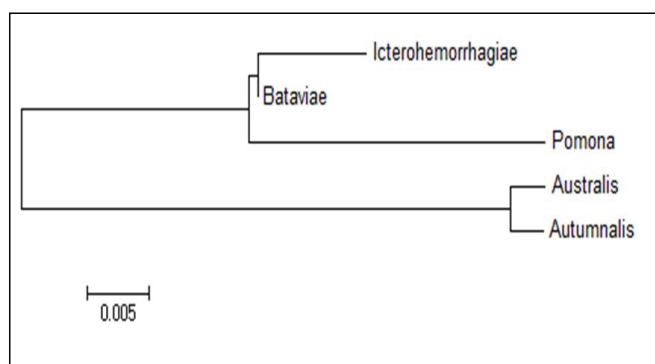 Icterohemorrhagiae
Bataviae
Pomona
Australis
Autumnalis
0.005